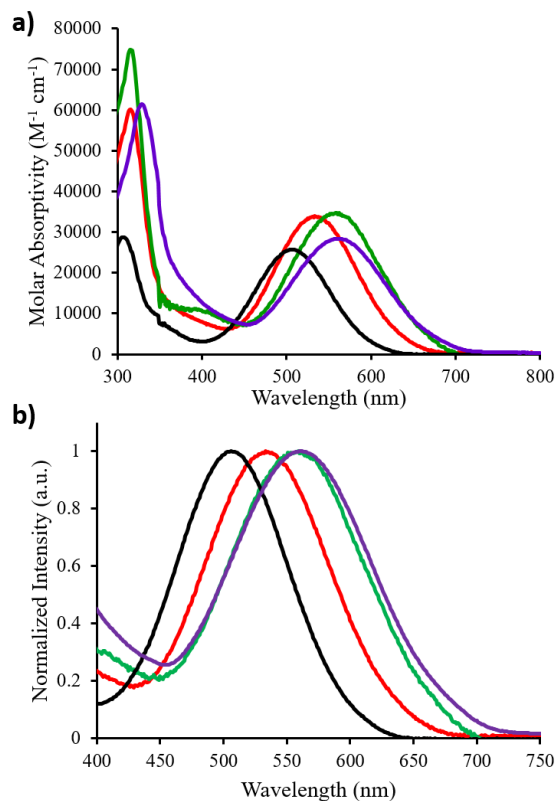 a)
80000
70000
60000
50000
40000
30000
20000
10000
0
Molar Absorptivity (M⁻¹ cm⁻¹)
300 400 500 600 700 800
Wavelength (nm)
b)
1
0.8
0.6
0.4
0.2
0
Normalized Intensity (a.u.)
400 450 500 550 600 650 700 750
Wavelength (nm)